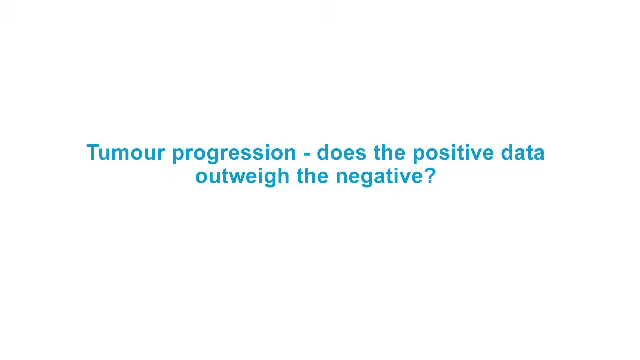 Tumour progression - does the positive data
outweigh the negative?